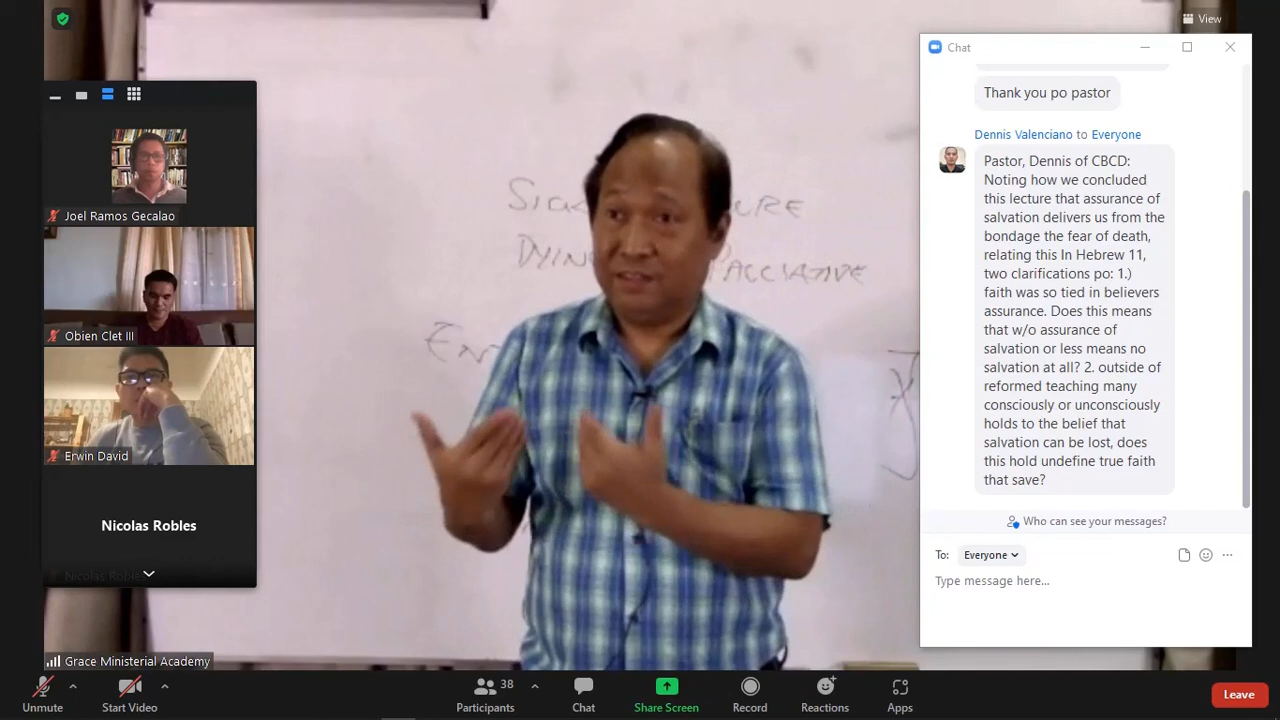 View
Joel Ramos Gecalao
Obien Clet III
Erwin David
Nicolas Robles
Nicolas Robles
Grace Ministerial Academy
Chat
Thank you po pastor
Dennis Valenciano to Everyone
Pastor, Dennis of CBCD:
Noting how we concluded
this lecture that assurance of
salvation delivers us from the
bondage the fear of death,
relating this In Hebrew 11,
two clarifications po: 1.)
faith was so tied in believers
assurance. Does this means
that w/o assurance of
salvation or less means no
salvation at all? 2. outside of
reformed teaching many
consciously or unconsciously
holds to the belief that
salvation can be lost, does
this hold undefine true faith
that save?
Who can see your messages?
To: Everyone
Type message here...
Unmute
Start Video
38
Participants
Chat
Share Screen
Record
Reactions
Apps
Leave